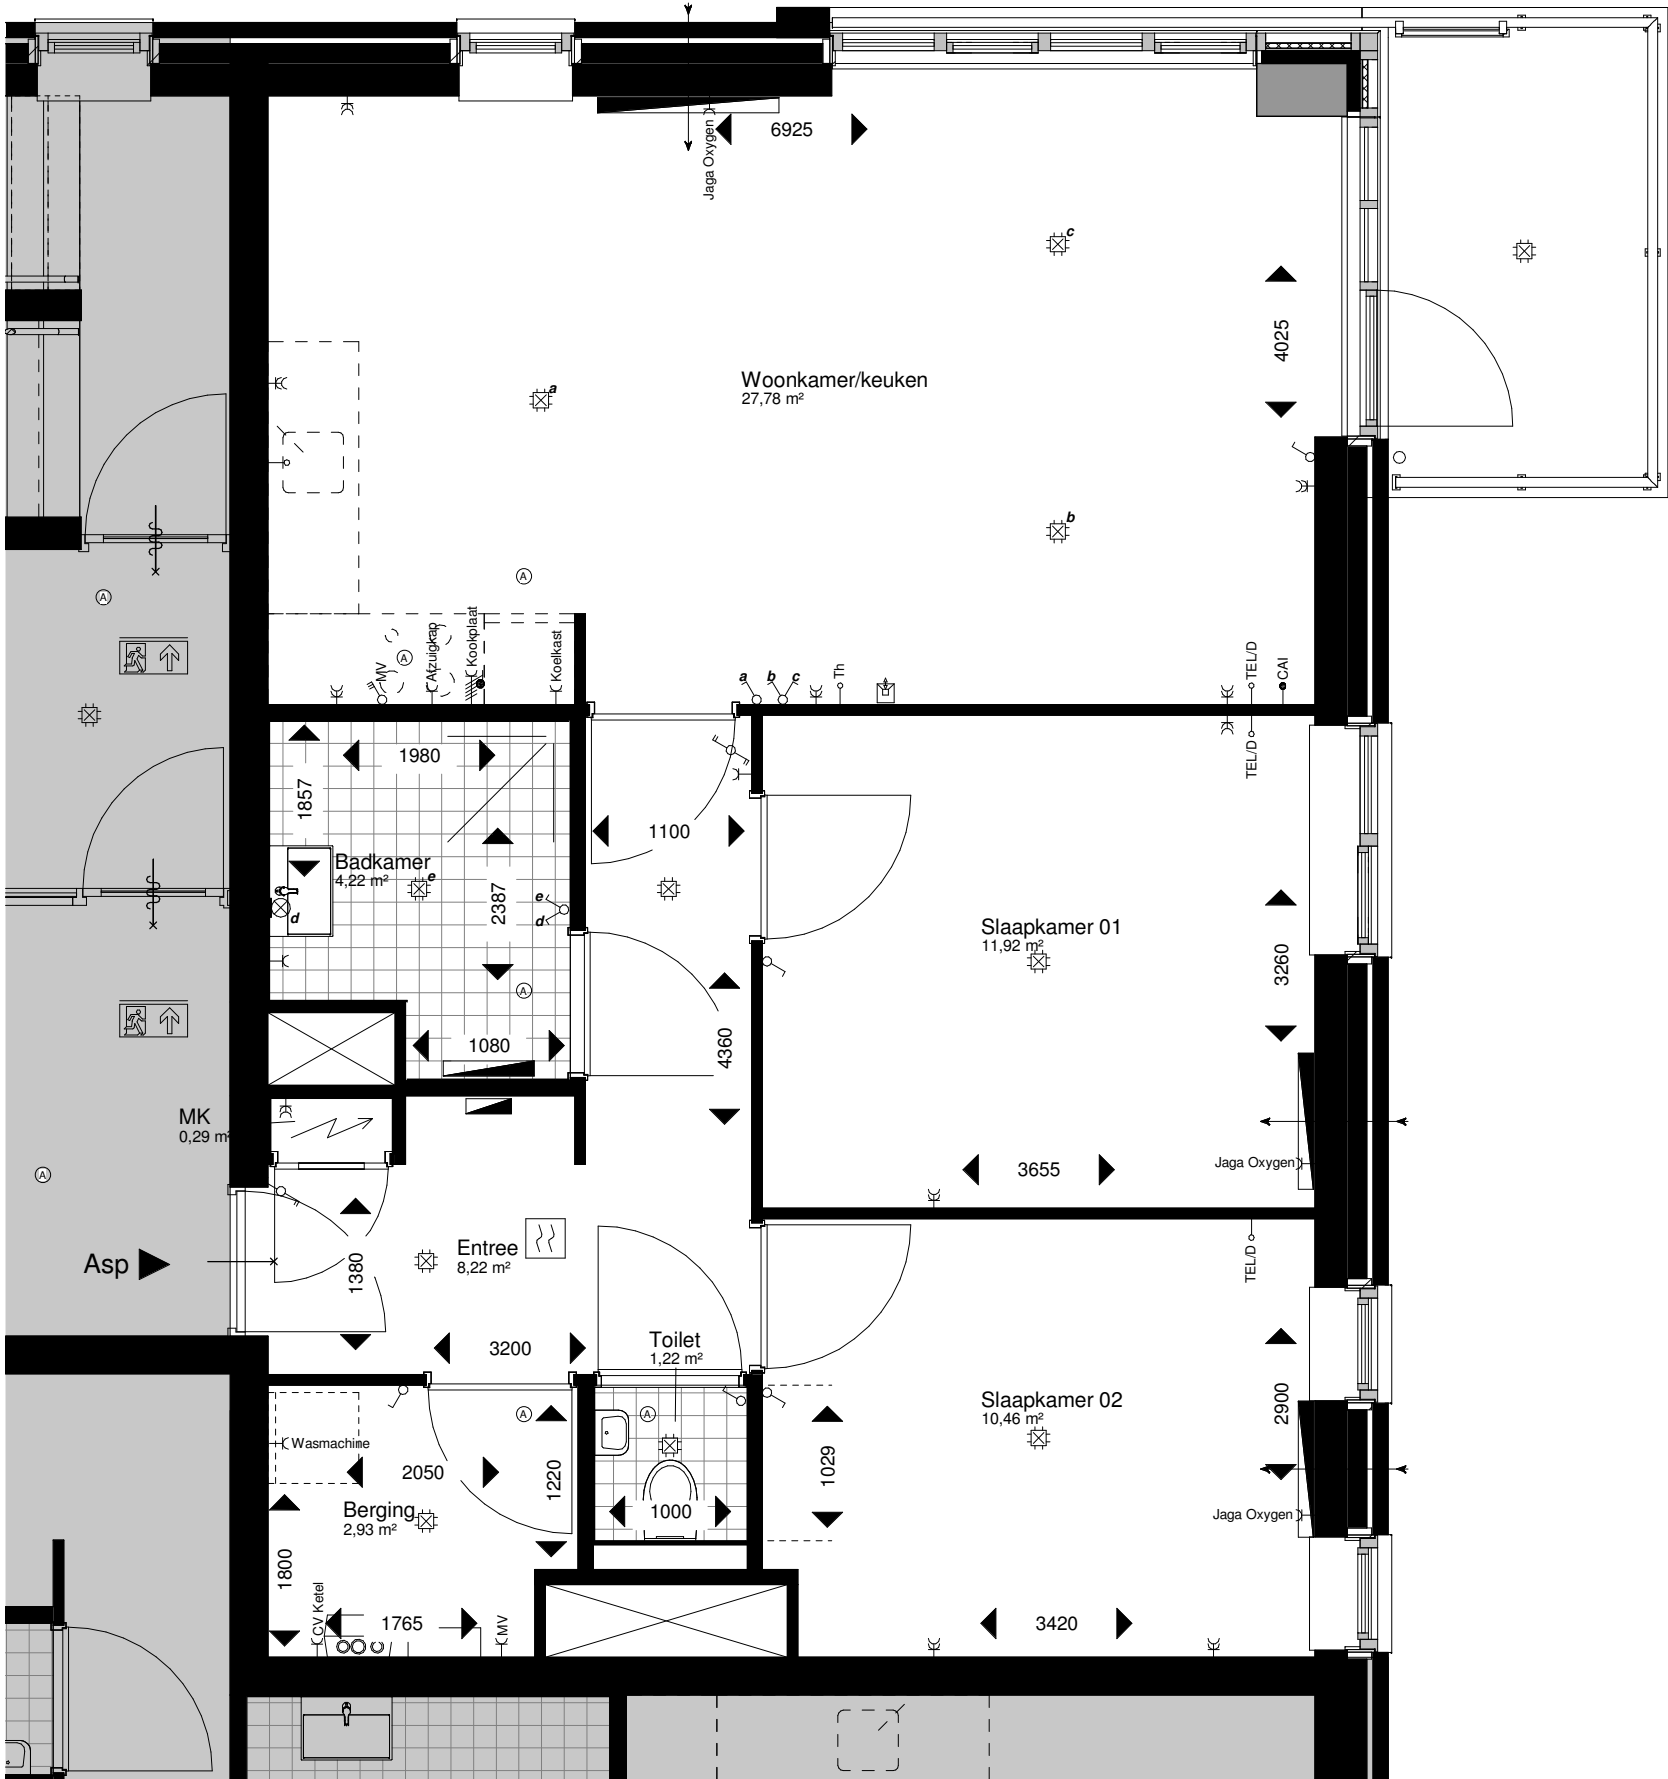 6925
Jaga Oxygen
c
4025
Woonkamer/keuken
27,78 m²
a
b
A
A
A
MV
Afzuigkap
Kookplaat
Koelkast
a
b
c
Th
TEL/D
CAI
TEL/D
1980
1857
1100
Badkamer
4,22 m²
e
d
2387
e
d
A
1080
4360
Slaapkamer 01
11,92 m²
3260
MK
0,29 m²
A
3655
Jaga Oxygen
Asp
1380
Entree
8,22 m²
TEL/D
3200
Toilet
1,22 m²
Slaapkamer 02
10,46 m²
2900
A
A
Wasmachine
2050
1220
1029
Berging
2,93 m²
1000
Jaga Oxygen
1800
CV Ketel
1765
MV
3420